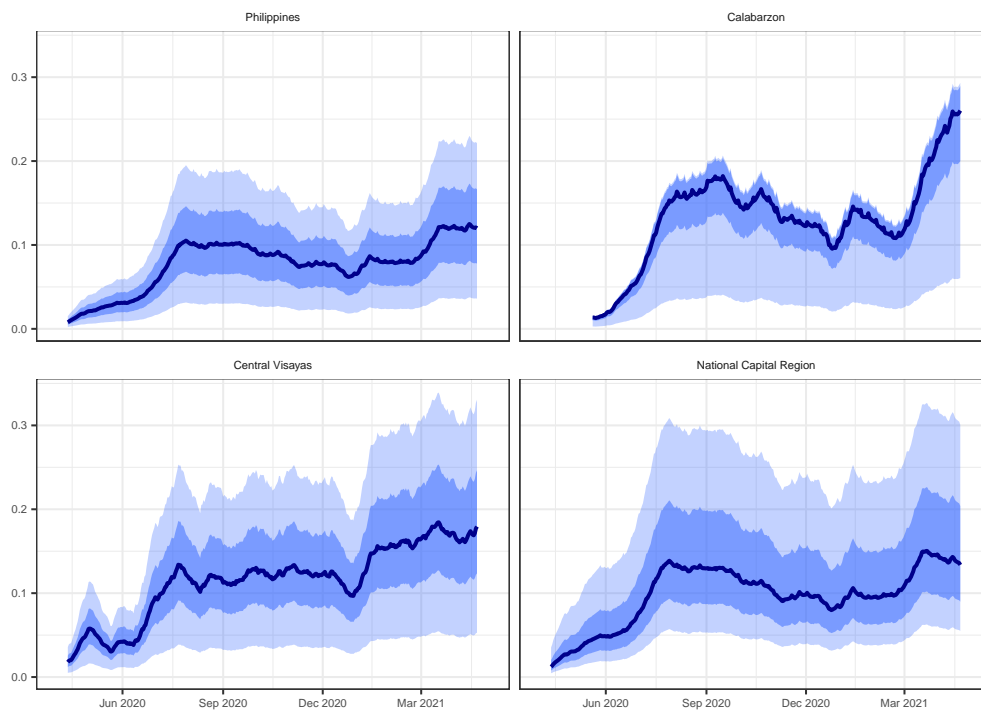 Philippines
Calabarzon
0.3
0.2
0.1
0.0
Central Visayas
National Capital Region
0.3
0.2
0.1
0.0
Jun 2020 Sep 2020 Dec 2020 Mar 2021
Jun 2020 Sep 2020 Dec 2020 Mar 2021